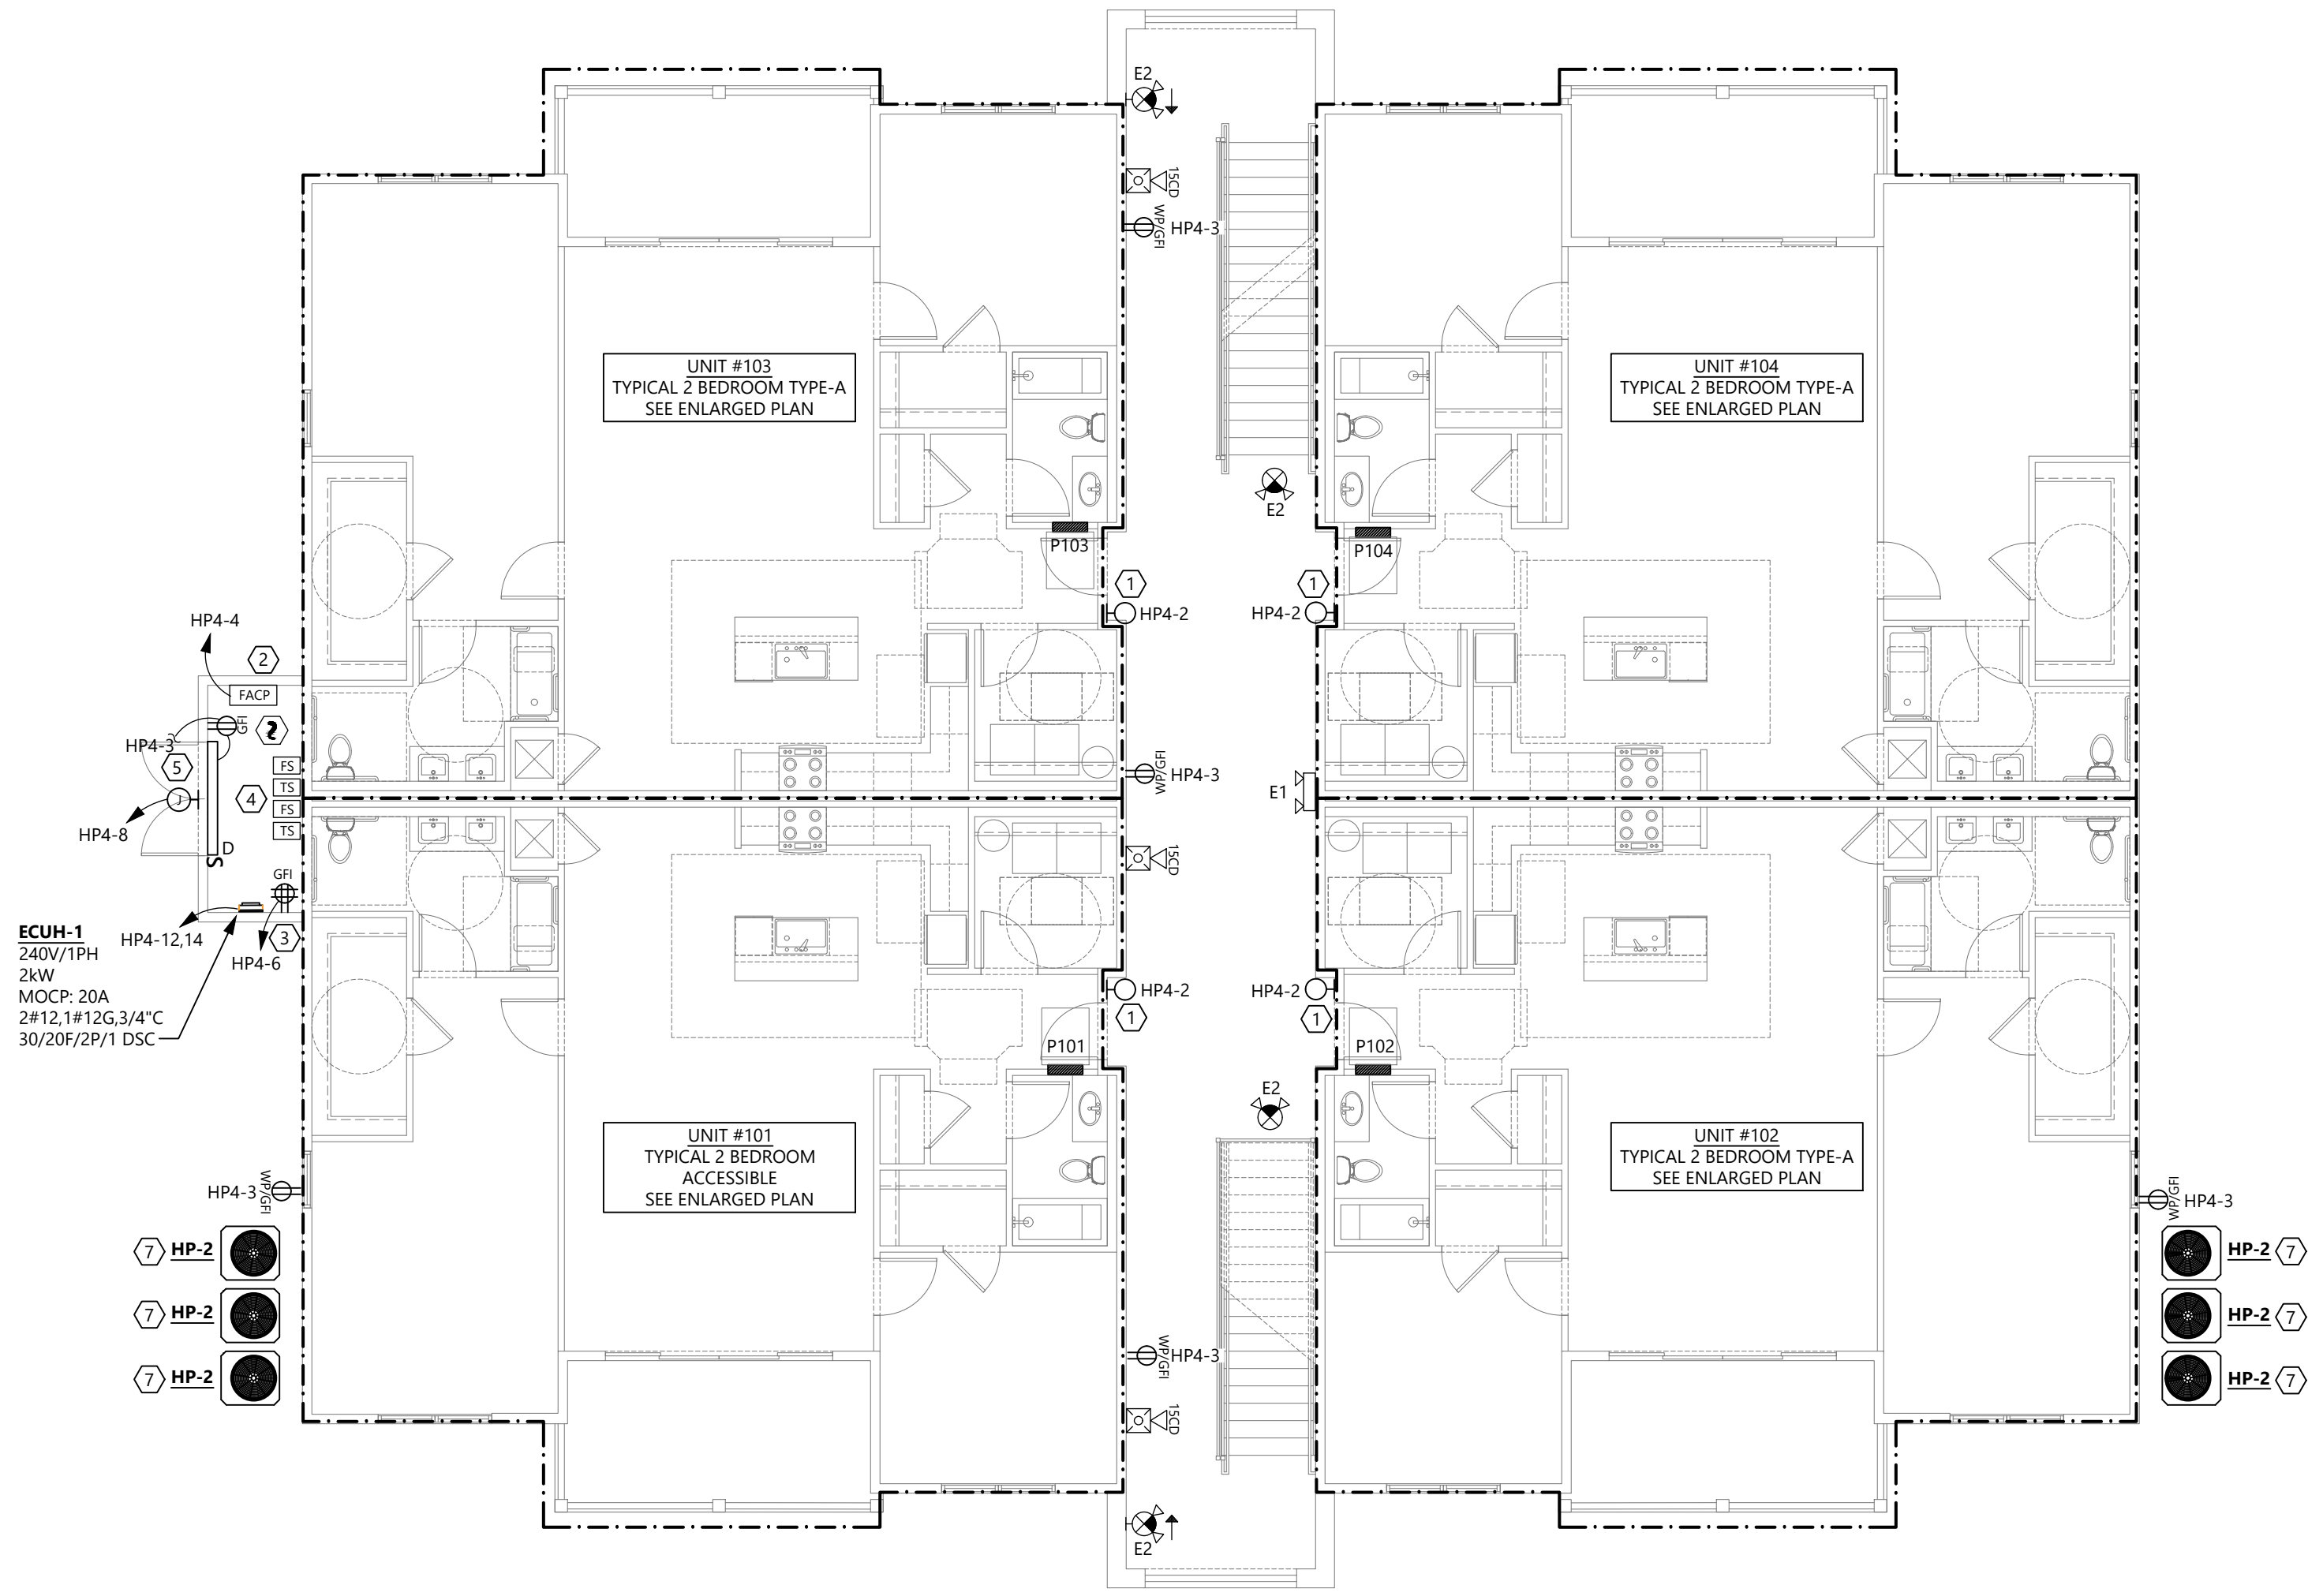 E2
15CD
WP/GFI
HP4-3
UNIT #103
TYPICAL 2 BEDROOM TYPE-A
SEE ENLARGED PLAN
UNIT #104
TYPICAL 2 BEDROOM TYPE-A
SEE ENLARGED PLAN
E2
P103
P104
1
HP4-2
1
HP4-2
HP4-4
2
FACP
GFI
2
HP4-3
5
J
HP4-8
4
FS
TS
FS
TS
S
D
WP/GFI
HP4-3
E1
15CD
GFI
ECUH-1
240V/1PH
2kW
MOCP: 20A
2#12,1#12G,3/4"C
30/20F/2P/1 DSC
HP4-12,14
3
HP4-6
HP4-2
1
HP4-2
1
P101
P102
E2
UNIT #101
TYPICAL 2 BEDROOM
ACCESSIBLE
SEE ENLARGED PLAN
UNIT #102
TYPICAL 2 BEDROOM TYPE-A
SEE ENLARGED PLAN
HP4-3
WP/GFI
WP/GFI
HP4-3
7 HP-2
7 HP-2
7 HP-2
HP-2 7
HP-2 7
HP-2 7
WP/GFI
HP4-3
15CD
E2